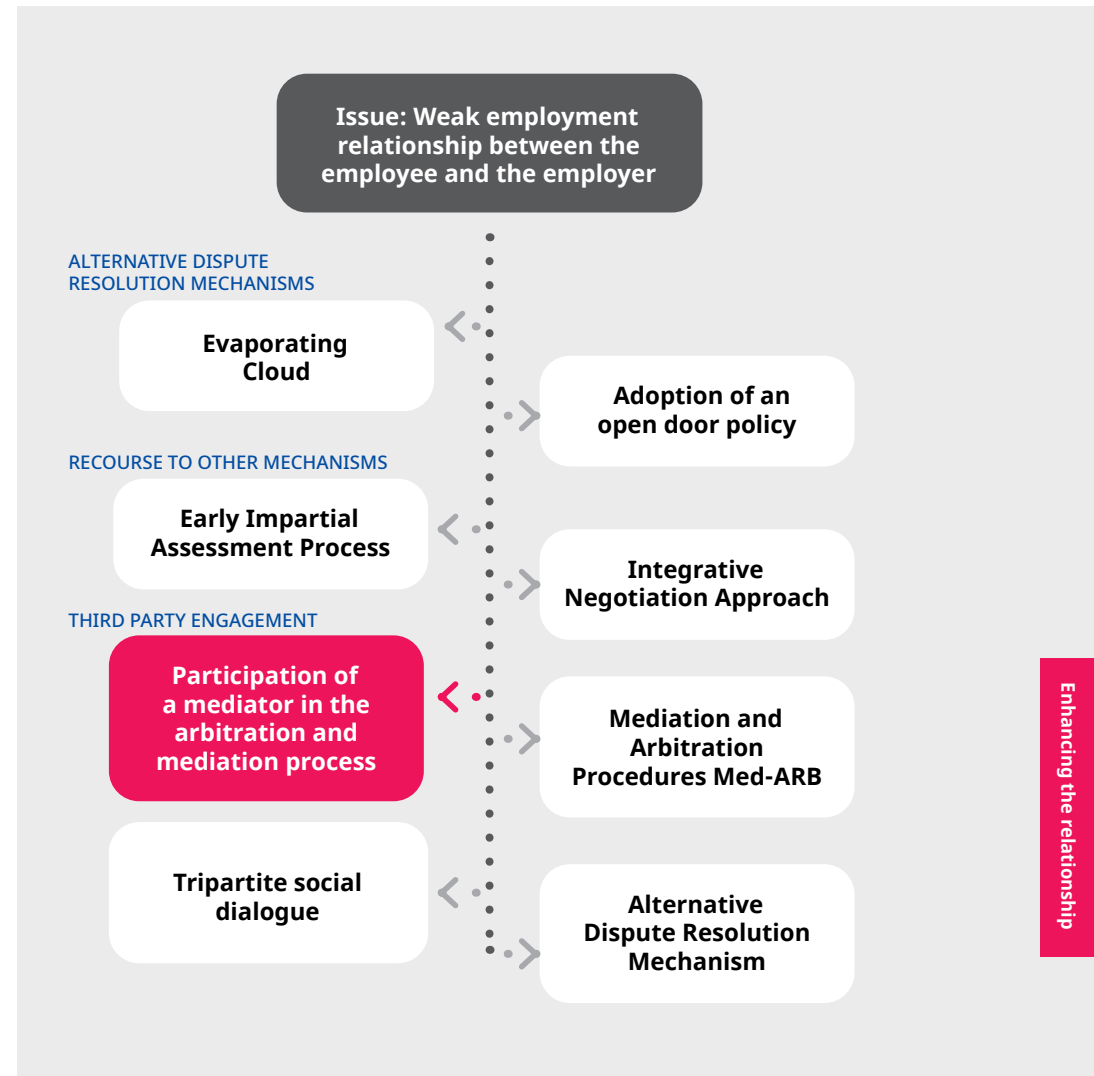 Issue: Weak employment
relationship between the
employee and the employer
ALTERNATIVE DISPUTE
RESOLUTION MECHANISMS
Evaporating
Cloud
Adoption of an
open door policy
RECOURSE TO OTHER MECHANISMS
Early Impartial
Assessment Process
Integrative
Negotiation Approach
THIRD PARTY ENGAGEMENT
Participation of
a mediator in the
arbitration and
mediation process
Mediation and
Arbitration
Procedures Med-ARB
Tripartite social
dialogue
Alternative
Dispute Resolution
Mechanism
Enhancing the relationship